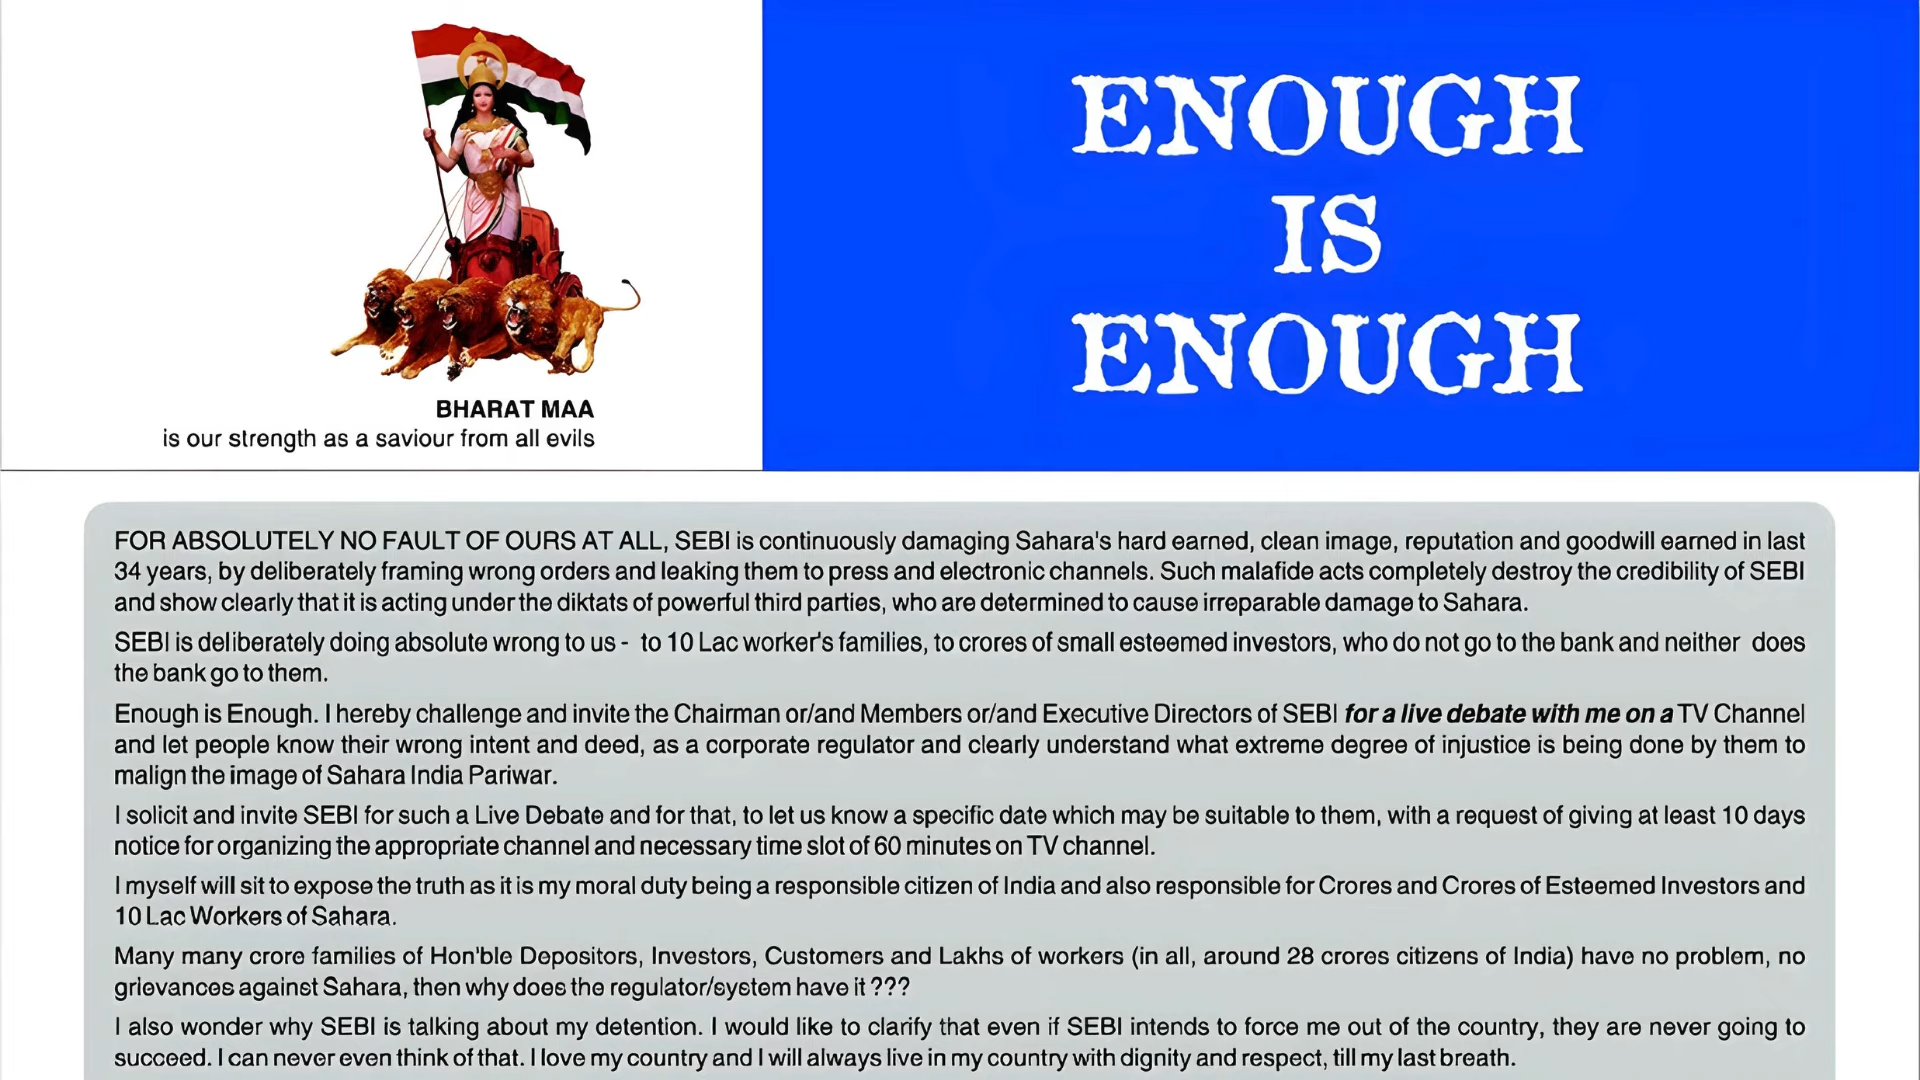 BHARAT MAA
is our strength as a saviour from all evils
ENOUGH
IS
ENOUGH
FOR ABSOLUTELY NO FAULT OF OURS AT ALL, SEBI is continuously damaging Sahara's hard earned, clean image, reputation and goodwill earned in last
34 years, by deliberately framing wrong orders and leaking them to press and electronic channels. Such malafide acts completely destroy the credibility of SEBI
and show clearly that it is acting under the diktats of powerful third parties, who are determined to cause irreparable damage to Sahara.
SEBI is deliberately doing absolute wrong to us - to 10 Lac worker's families, to crores of small esteemed investors, who do not go to the bank and neither does
the bank go to them.
Enough is Enough. I hereby challenge and invite the Chairman or/and Members or/and Executive Directors of SEBI for a live debate with me on a TV Channel
and let people know their wrong intent and deed, as a corporate regulator and clearly understand what extreme degree of injustice is being done by them to
malign the image of Sahara India Pariwar.
I solicit and invite SEBI for such a Live Debate and for that, to let us know a specific date which may be suitable to them, with a request of giving at least 10 days
notice for organizing the appropriate channel and necessary time slot of 60 minutes on TV channel.
I myself will sit to expose the truth as it is my moral duty being a responsible citizen of India and also responsible for Crores and Crores of Esteemed Investors and
10 Lac Workers of Sahara.
Many many crore families of Hon'ble Depositors, Investors, Customers and Lakhs of workers (in all, around 28 crores citizens of India) have no problem, no
grievances against Sahara, then why does the regulator/system have it ???
I also wonder why SEBI is talking about my detention. I would like to clarify that even if SEBI intends to force me out of the country, they are never going to
succeed. I can never even think of that. I love my country and I will always live in my country with dignity and respect, till my last breath.